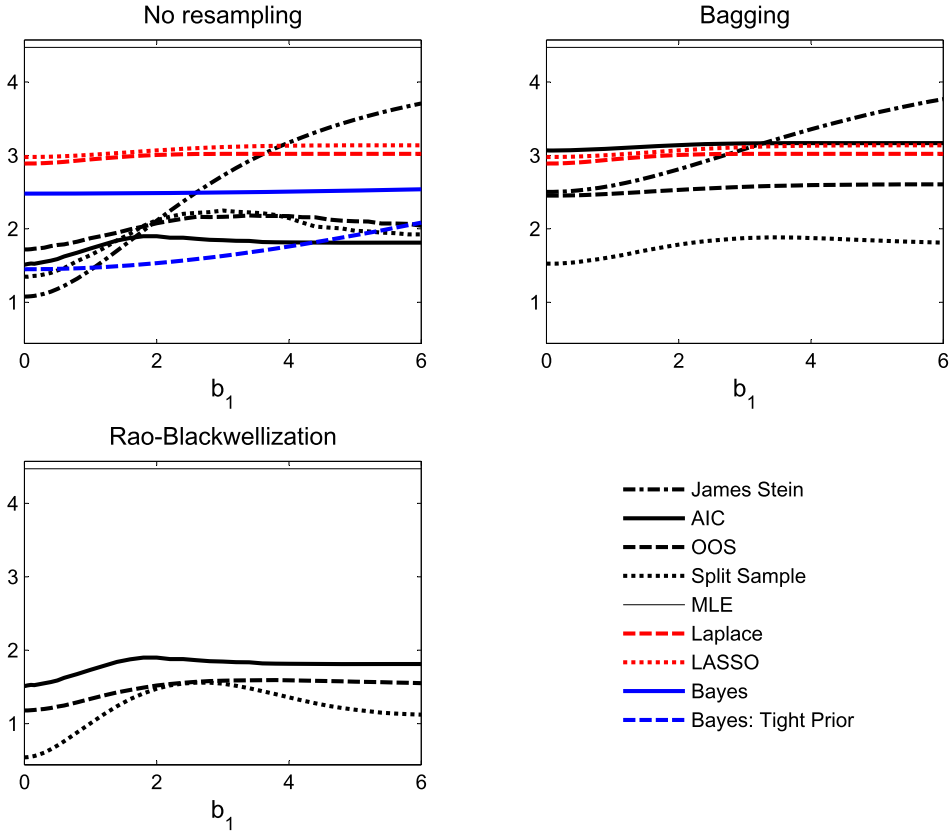 No resampling
Bagging
4
3
2
1
0 2 4 6
b1
4
3
2
1
0 2 4 6
b1
Rao-Blackwellization
4
3
2
1
0 2 4 6
b1
James Stein
AIC
OOS
Split Sample
MLE
Laplace
LASSO
Bayes
Bayes: Tight Prior